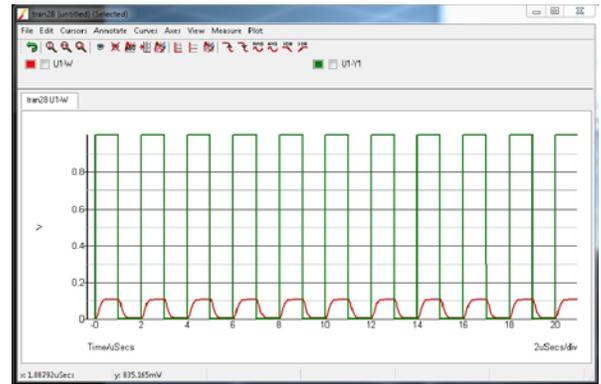 tran28 (untitled) (Selected)
File Edit Cursors Annotate Curves Axes View Measure Plot
U1-W U1-Y1
tran28 U1-W
V
0.8
0.6
0.4
0.2
0
-0 2 4 6 8 10 12 14 16 18 20
Time/uSecs 2uSecs/div
x: 1.88792uSecs y: 835.165mV